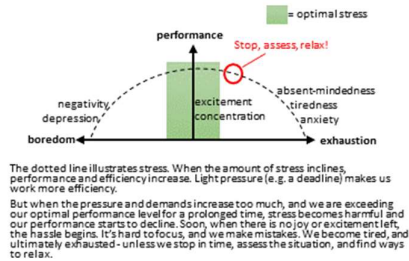 = optimal stress
performance
Stop, assess, relax!
absent-mindedness
negativity
excitement
tiredness
depression
concentration
anxiety
boredom
exhaustion
The dotted line illustrates stress. When the amount of stress inclines,
performance and efficiency increase. Light pressure (e.g. a deadline) makes us
work more efficiency.
But when the pressure and demands increase too much, and we are exceeding
our optimal performance level for a prolonged time, stress becomes harmful and
our performance starts to decline. Soon, when there is no joy or excitement left,
the hassle begins. It's hard to focus, and we make mistakes. We become tired, and
ultimately exhausted - unless we stop in time, assess the situation, and find ways
to relax.